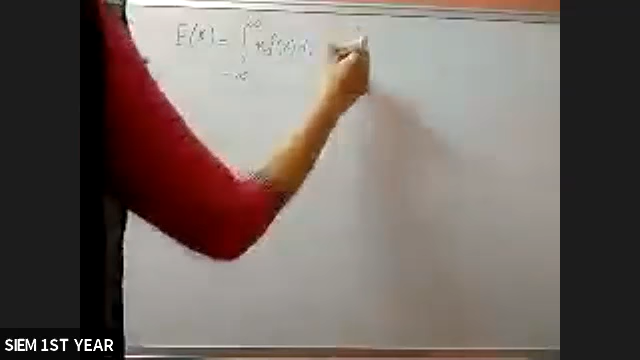 E(X) = ∫_{-∞}^{∞} x f(x) dx
SIEM 1ST YEAR